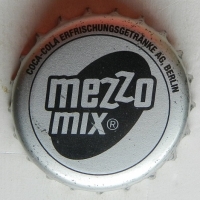 COCA-COLA ERFRISCHUNGSGETRÄNKE AG, BERLIN
mezzo
mix®